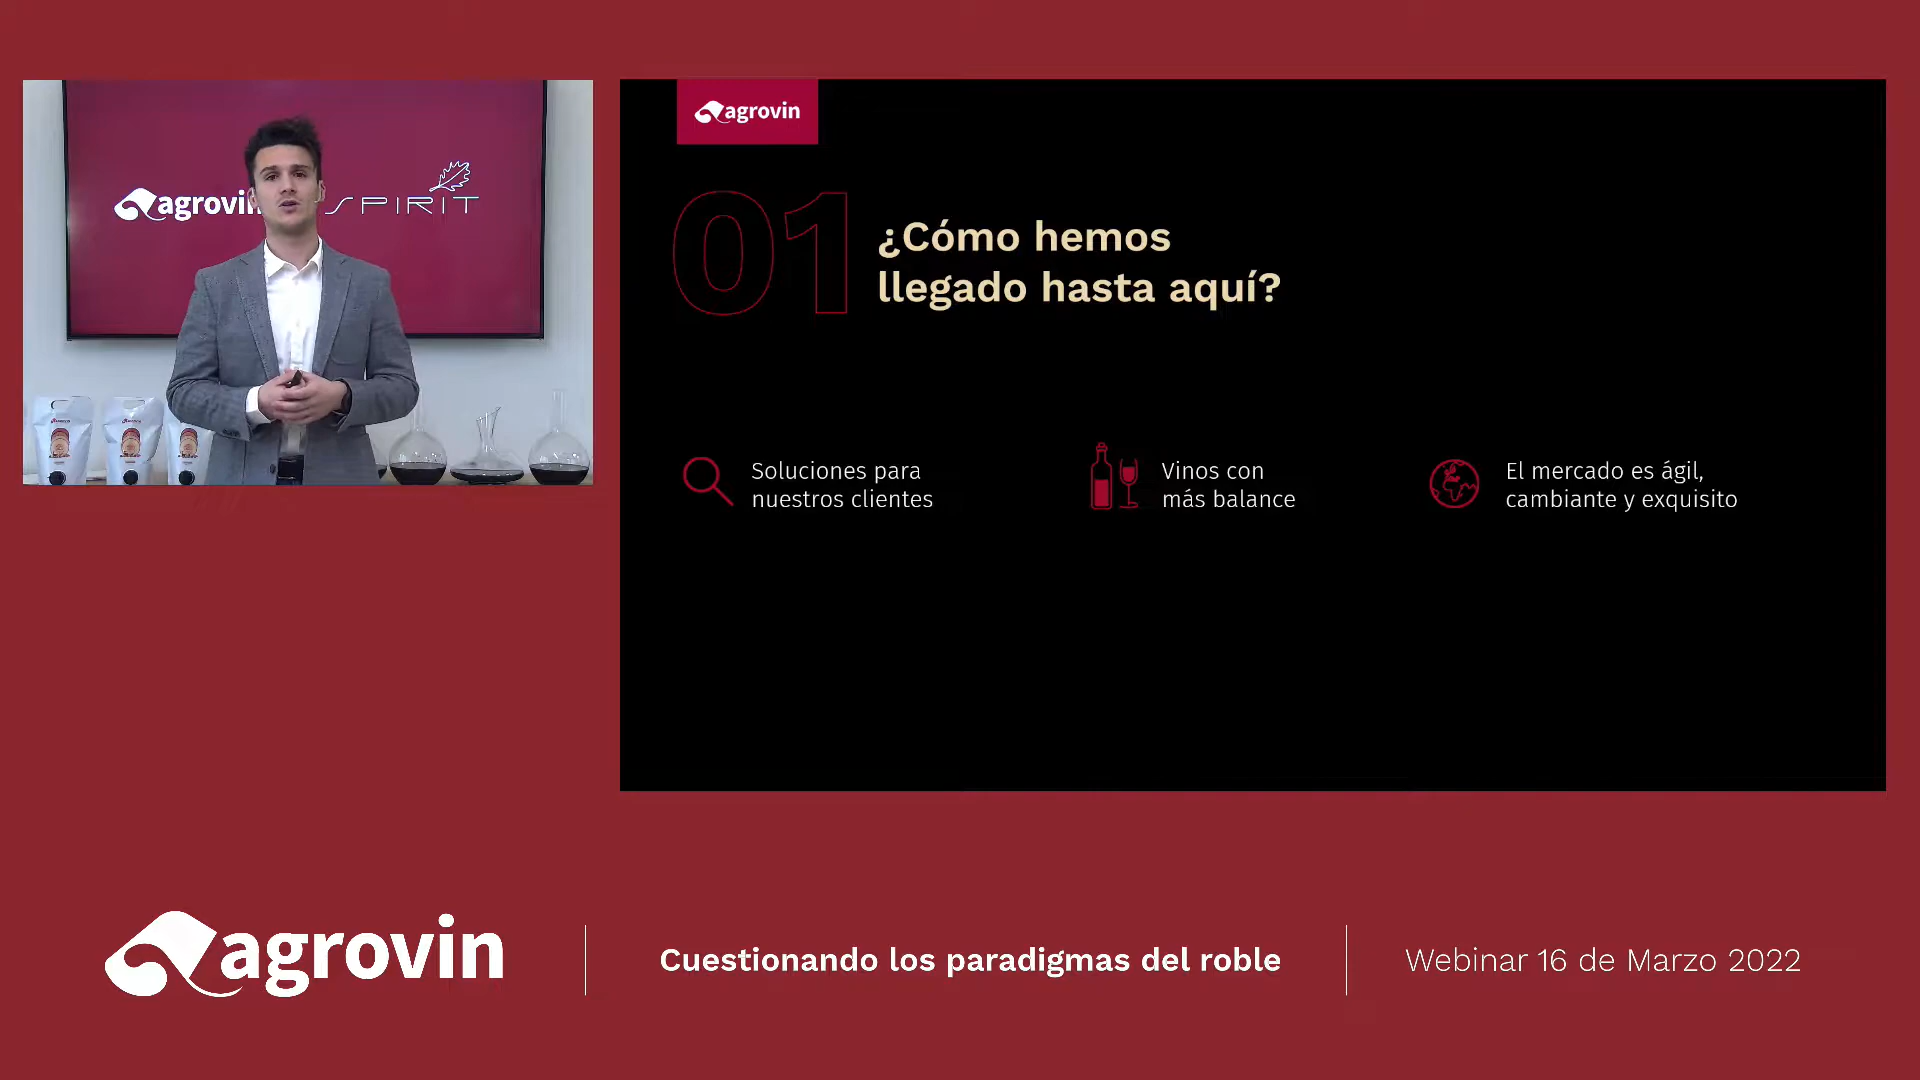 agrovin
SPIRIT
agrovin
01
¿Cómo hemos
llegado hasta aquí?
Soluciones para
nuestros clientes
Vinos con
más balance
El mercado es ágil,
cambiante y exquisito
agrovin
Cuestionando los paradigmas del roble
Webinar 16 de Marzo 2022